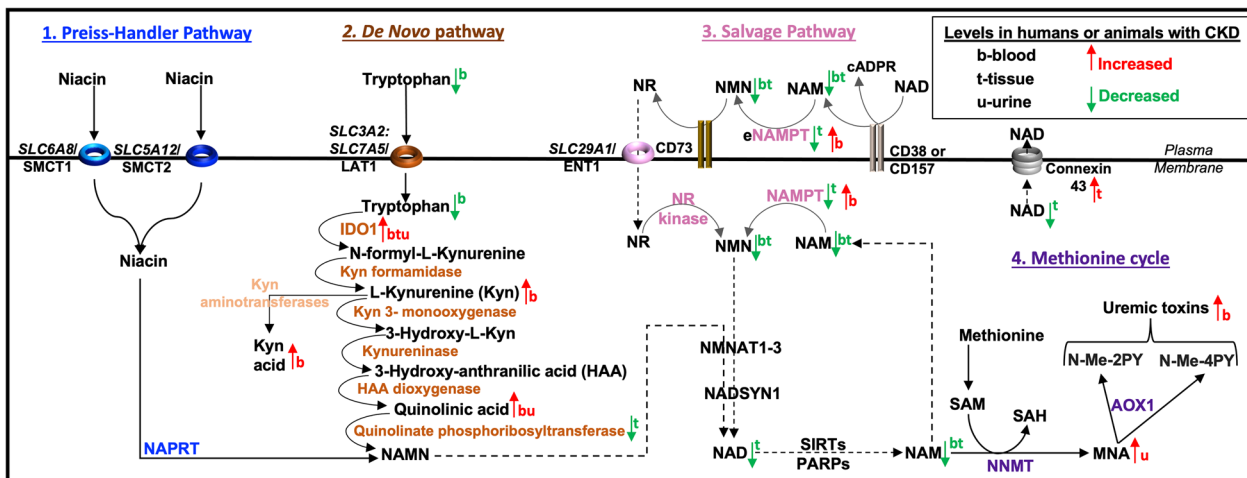 1. Preiss-Handler Pathway
2. De Novo pathway
3. Salvage Pathway
Levels in humans or animals with CKD
b-blood
t-tissue
u-urine
Increased
Decreased
Niacin
Niacin
Tryptophan b
NR
NMN bt
NAM bt
cADPR
NAD
eNAMPT t b
SLC6A8/
SMCT1
SLC5A12/
SMCT2
SLC3A2:
SLC7A5/
LAT1
SLC29A1/
ENT1
CD73
CD38 or
CD157
NAD
Connexin
43 t
NAD t
Plasma
Membrane
Niacin
NAPRT
Tryptophan b
IDO1 btu
N-formyl-L-Kynurenine
Kyn formamidase
L-Kynurenine (Kyn) b
Kyn
aminotransferases
Kyn
acid b
Kyn 3- monooxygenase
3-Hydroxy-L-Kyn
Kynureninase
3-Hydroxy-anthranilic acid (HAA)
HAA dioxygenase
Quinolinic acid bu
Quinolinate phosphoribosyltransferase t
NAMN
NR
NR
kinase
NMN bt
NAMPT t b
NAM bt
NMNAT1-3
NADSYN1
NAD t
SIRTs
PARPs
NAM bt
4. Methionine cycle
Methionine
SAM
SAH
NNMT
MNA u
AOX1
N-Me-2PY
N-Me-4PY
Uremic toxins b